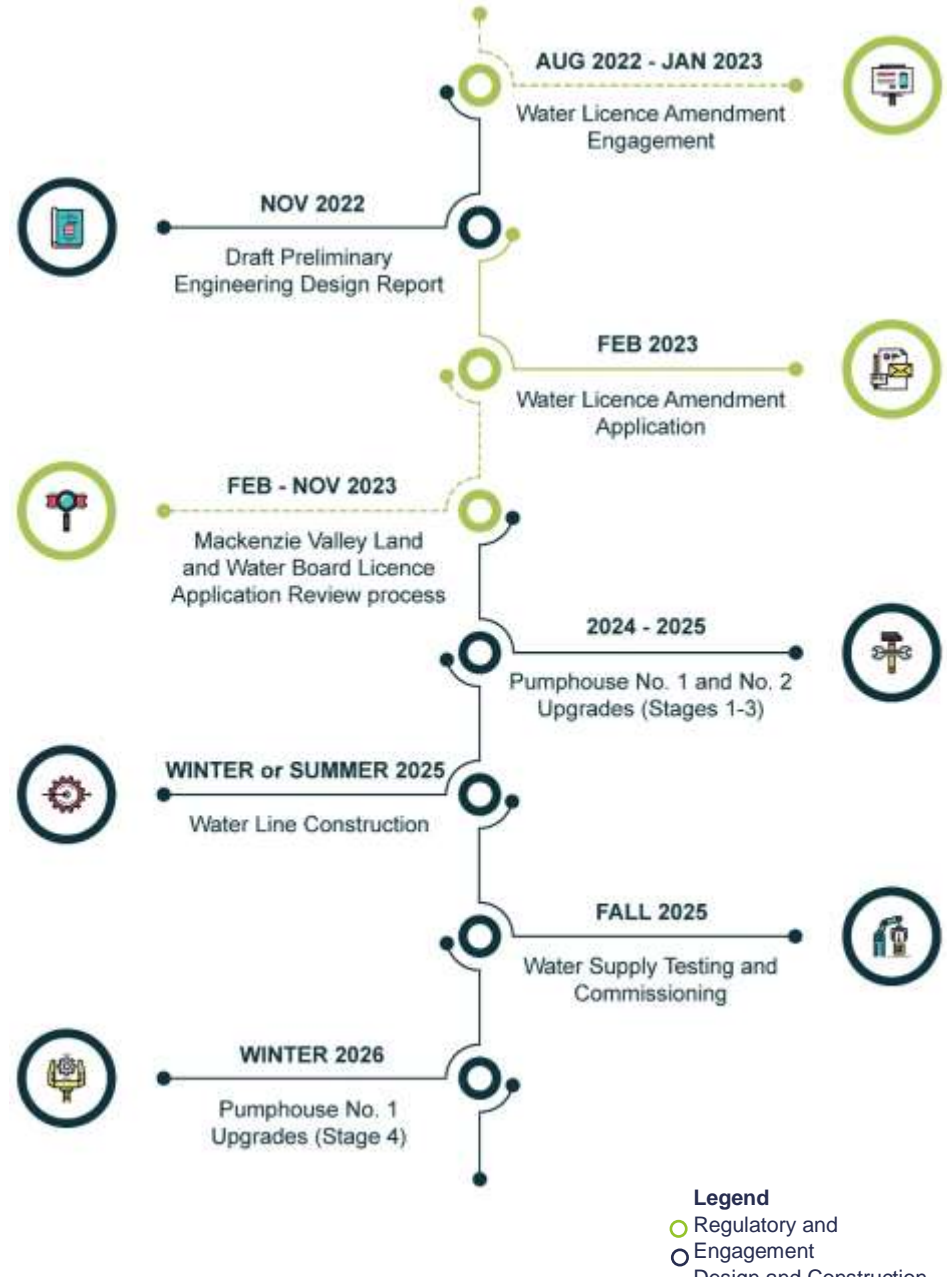 AUG 2022 - JAN 2023
Water Licence Amendment
Engagement
NOV 2022
Draft Preliminary
Engineering Design Report
FEB 2023
Water Licence Amendment
Application
FEB - NOV 2023
Mackenzie Valley Land
and Water Board Licence
Application Review process
2024 - 2025
Pumphouse No. 1 and No. 2
Upgrades (Stages 1-3)
WINTER or SUMMER 2025
Water Line Construction
FALL 2025
Water Supply Testing and
Commissioning
WINTER 2026
Pumphouse No. 1
Upgrades (Stage 4)
Legend
Regulatory and
Engagement
Design and Construction